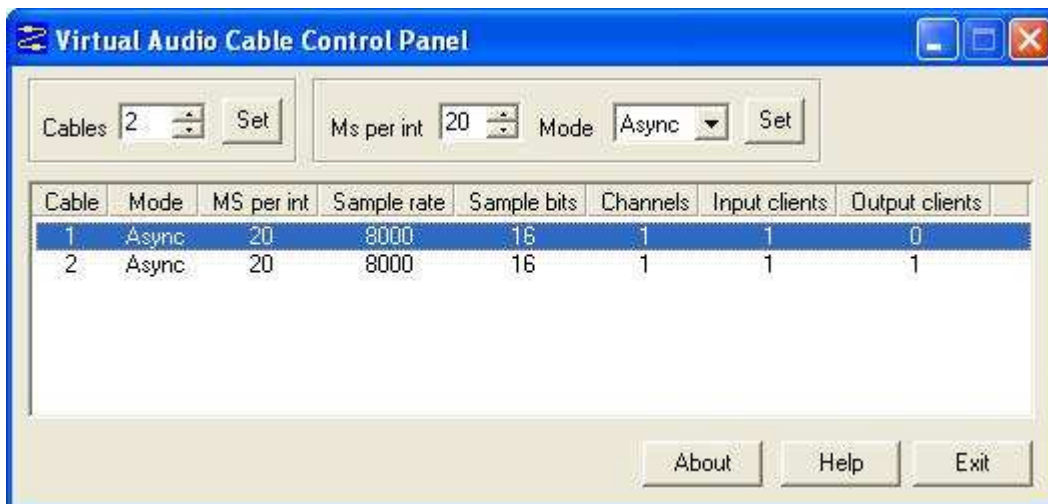 Virtual Audio Cable Control Panel
Cables 2 Set Ms per int 20 Mode Async Set
Cable Mode MS per int Sample rate Sample bits Channels Input clients Output clients
1 Async 20 8000 16 1 1 0
2 Async 20 8000 16 1 1 1
About Help Exit